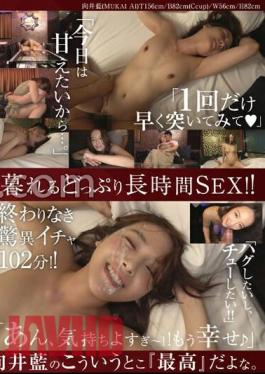 向井藍(MUKAI AI)T156cm/B82cm(Ccup)/W56cm/H82cm
「今日は
甘えたいから…。」
「1回だけ
早く突いてみて♥」
暮れるどっぷり長時間SEX!!
終わりなき
驚異イチャ
102分!!
「ハグしたいし、
チューしたい!!」
「あん、気持ちよすぎ~!!もう幸せ♪」
向井藍のこういうとこ『最高』だよな。